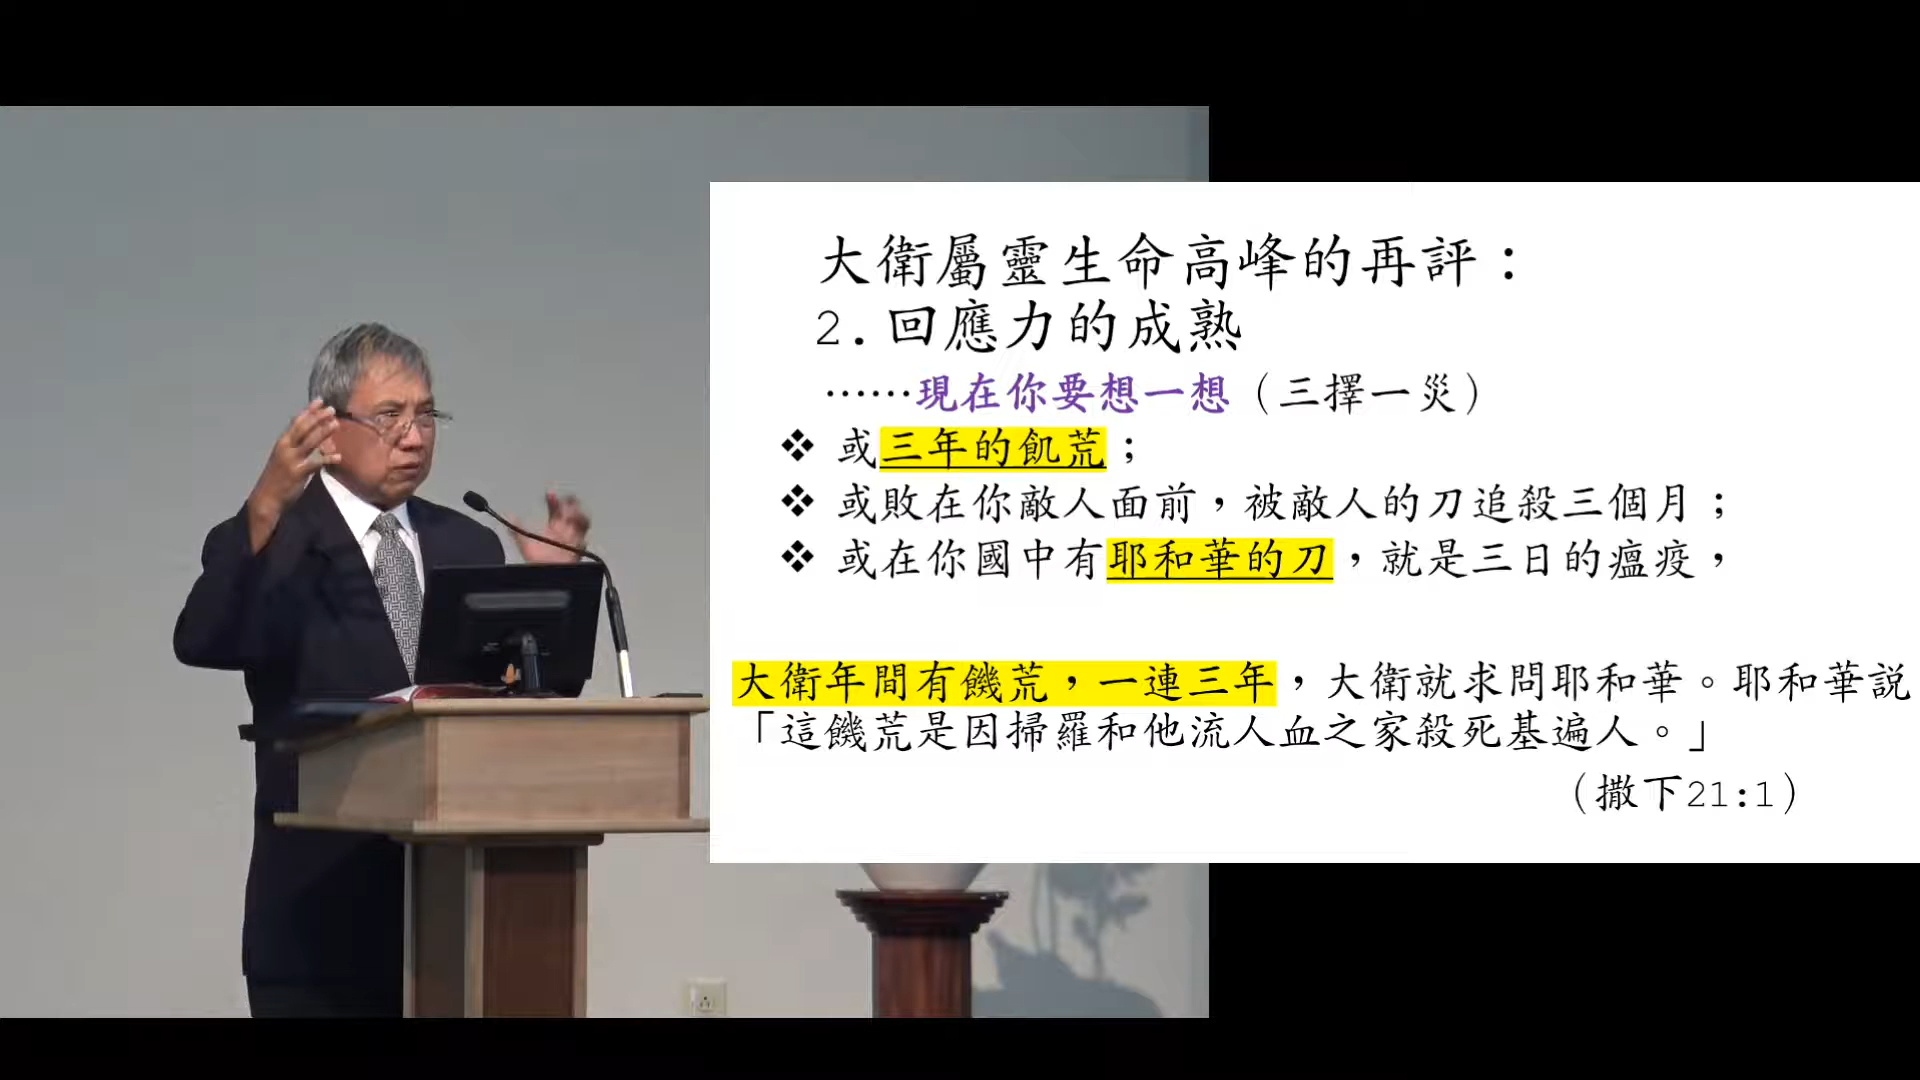 大衛屬靈生命高峰的再評：
2.回應力的成熟
……現在你要想一想（三擇一災）
❖ 或三年的飢荒；
❖ 或敗在你敵人面前，被敵人的刀追殺三個月；
❖ 或在你國中有耶和華的刀，就是三日的瘟疫，
大衛年間有饑荒，一連三年，大衛就求問耶和華。耶和華説
「這饑荒是因掃羅和他流人血之家殺死基遍人。」
（撒下21:1）